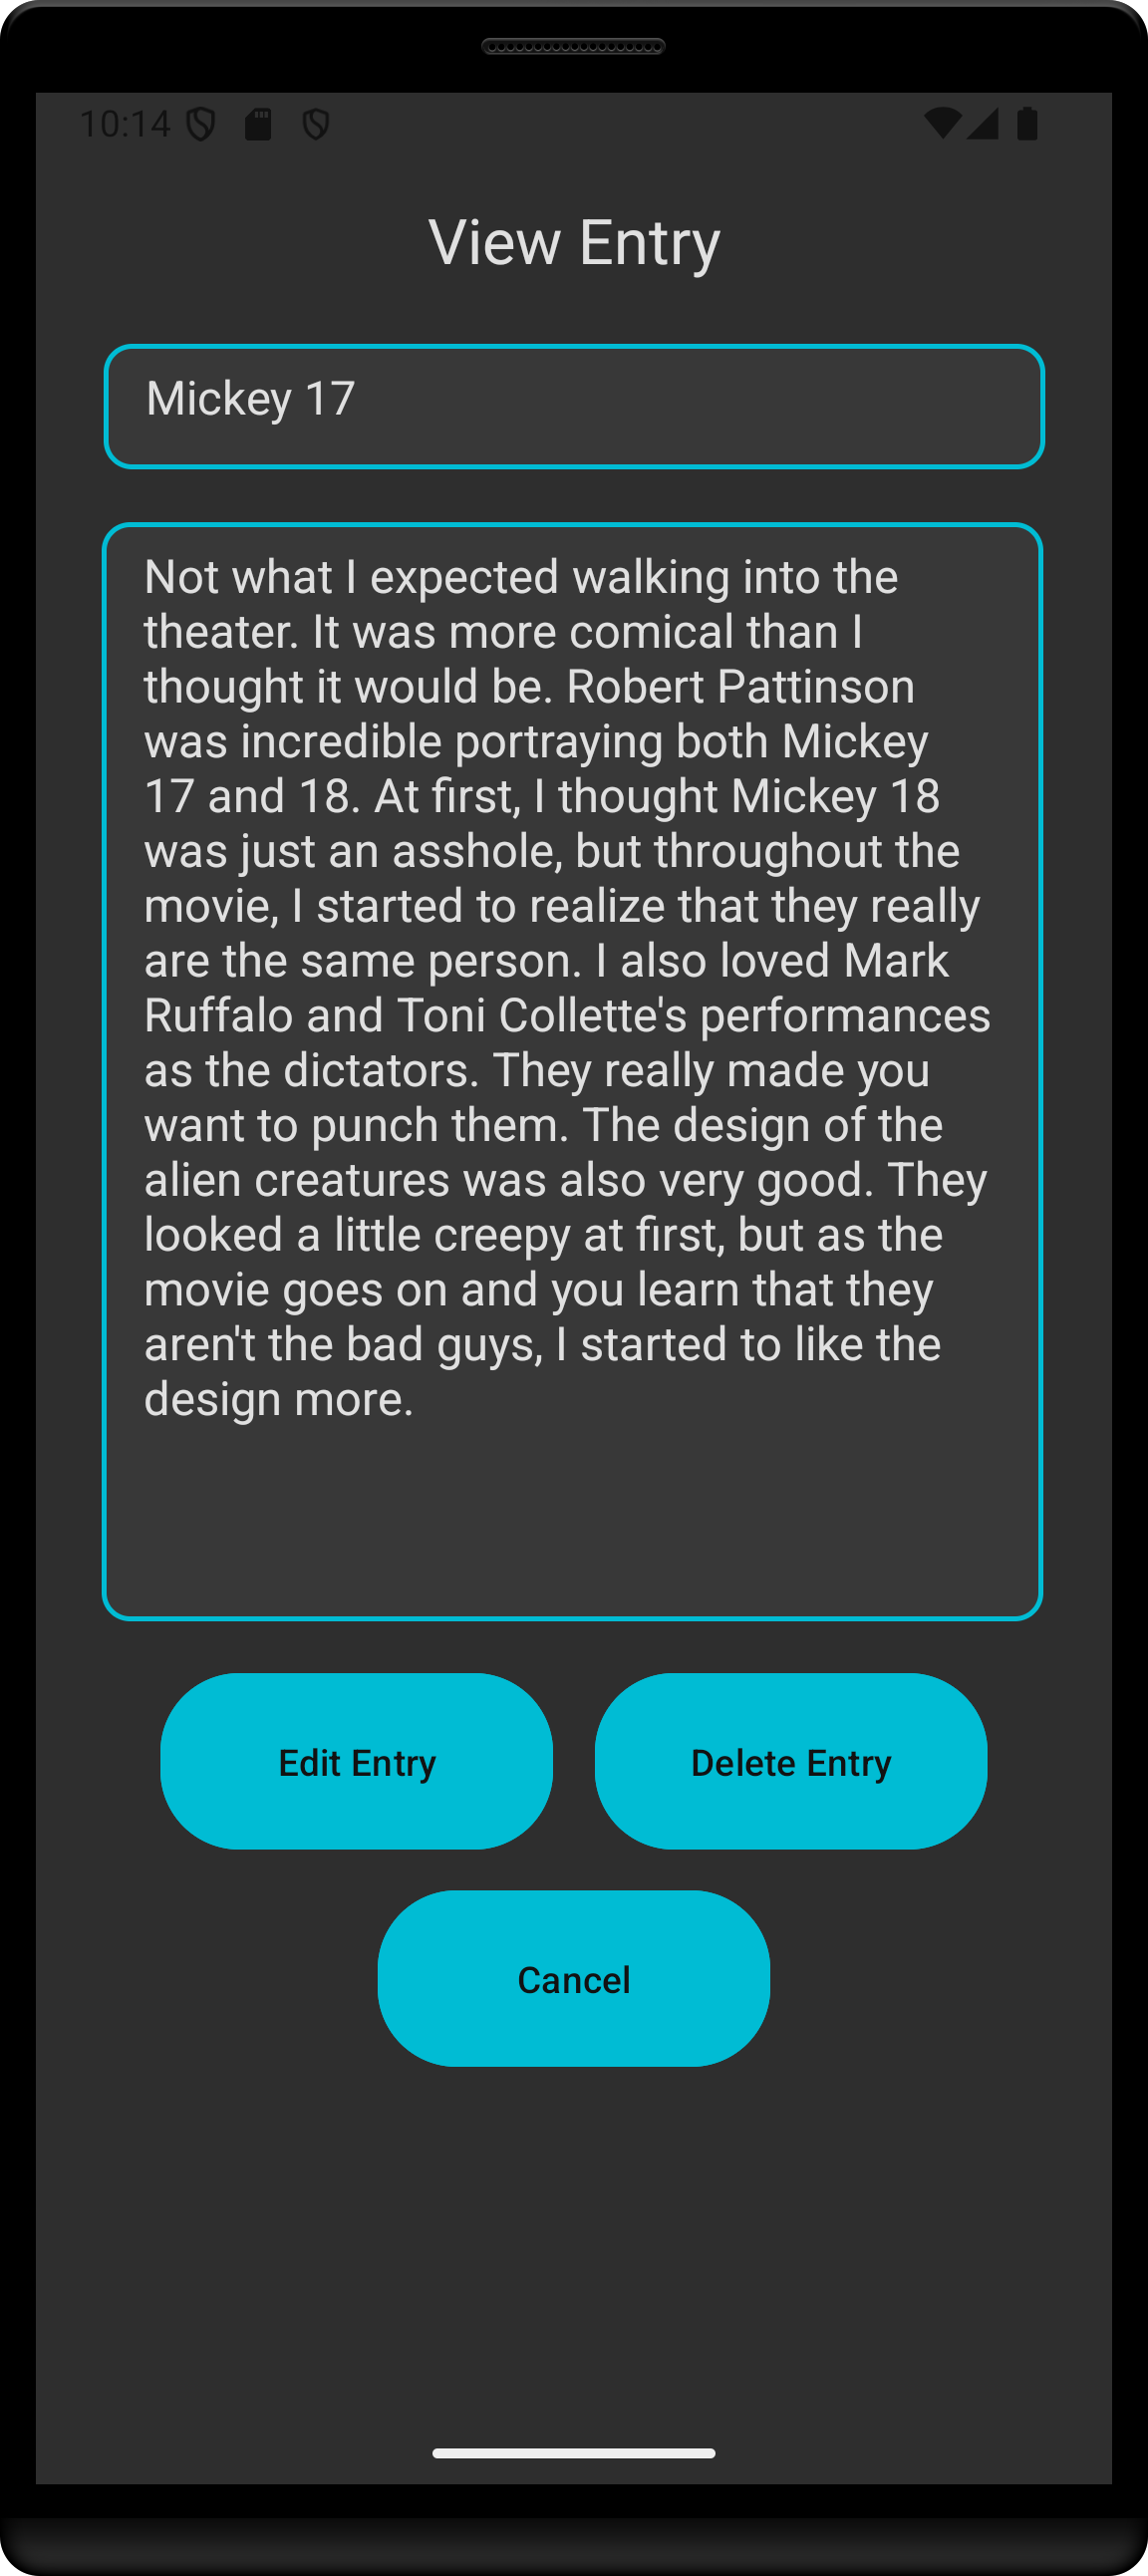 10:14
View Entry
Mickey 17
Not what I expected walking into the
theater. It was more comical than I
thought it would be. Robert Pattinson
was incredible portraying both Mickey
17 and 18. At first, I thought Mickey 18
was just an asshole, but throughout the
movie, I started to realize that they really
are the same person. I also loved Mark
Ruffalo and Toni Collette's performances
as the dictators. They really made you
want to punch them. The design of the
alien creatures was also very good. They
looked a little creepy at first, but as the
movie goes on and you learn that they
aren't the bad guys, I started to like the
design more.
Edit Entry
Delete Entry
Cancel